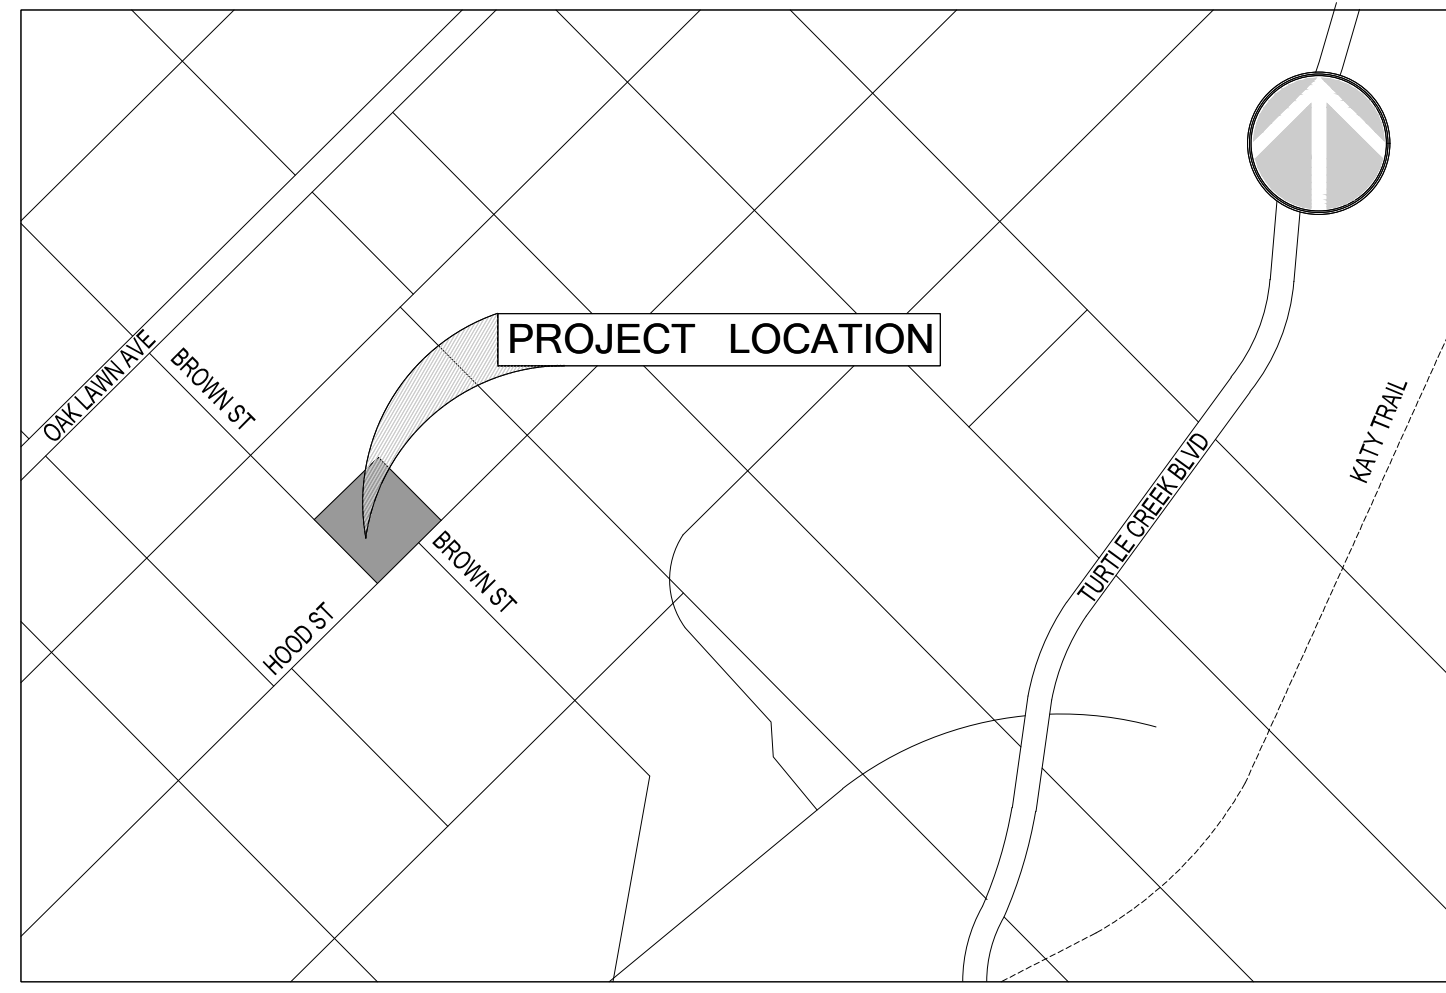 PROJECT LOCATION
OAK LAWN AVE
BROWN ST
KATY TRAIL
TURTLE CREEK BLVD
BROWN ST
HOOD ST